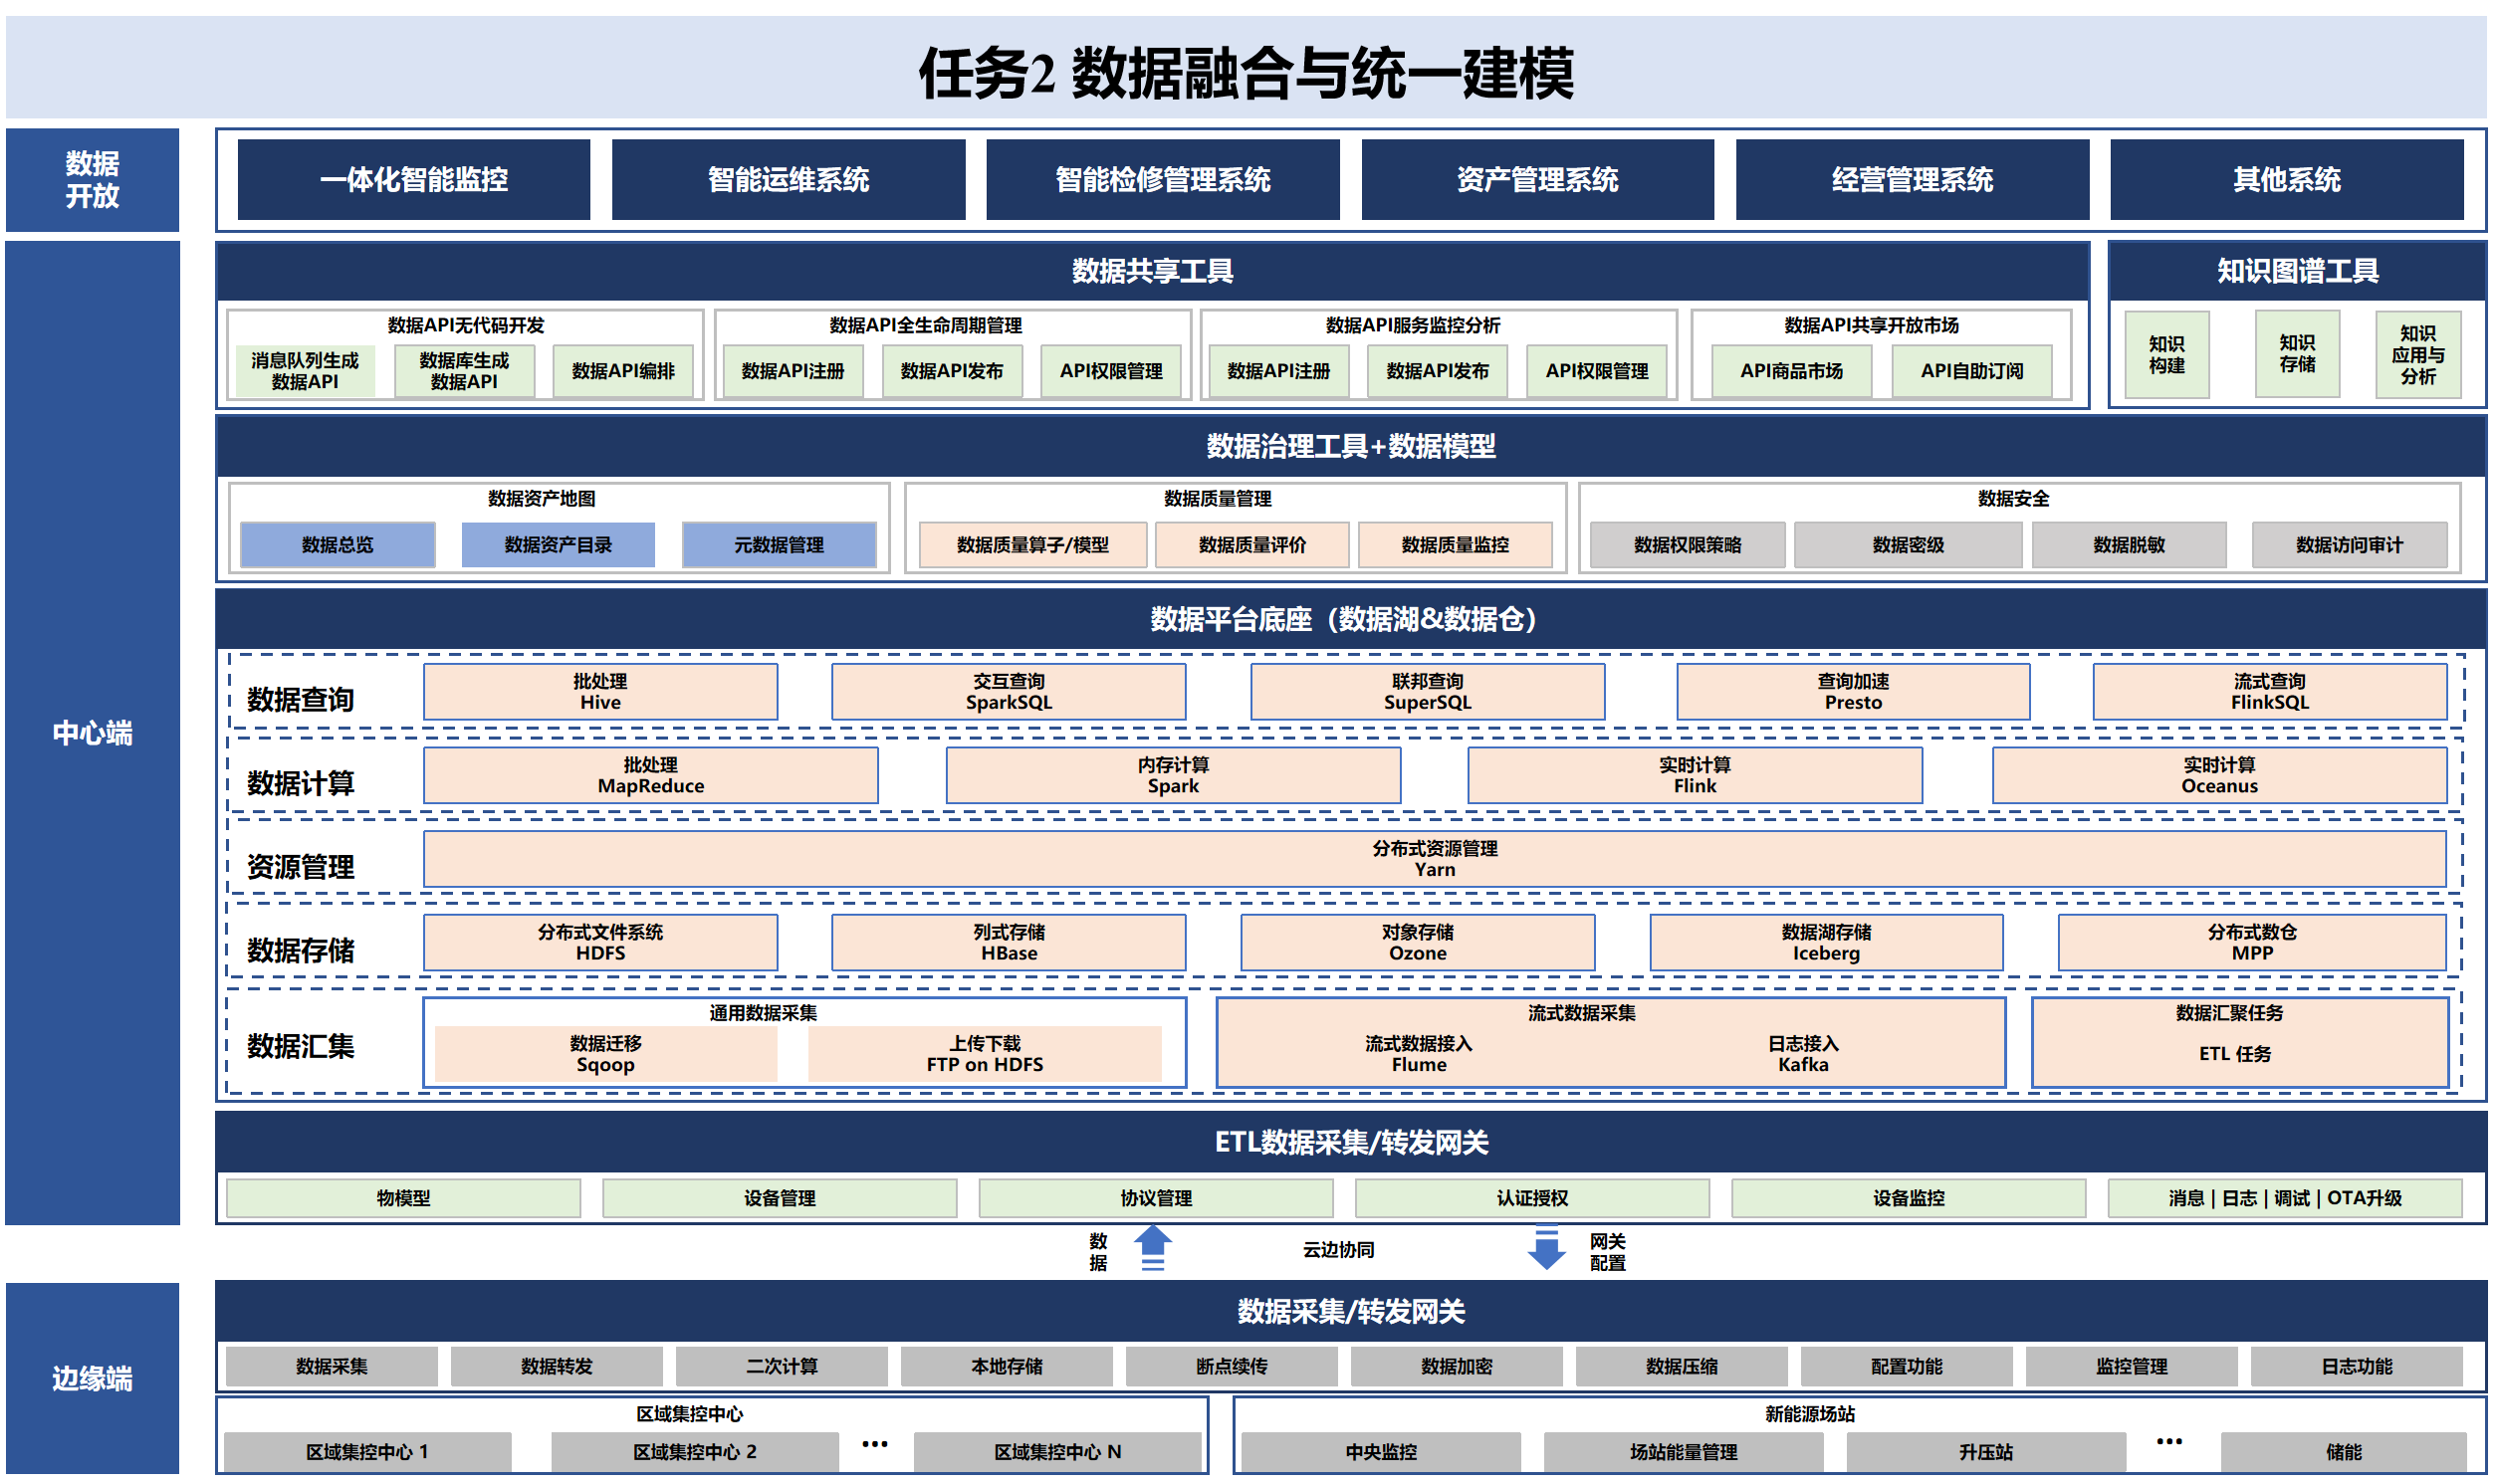 任务2 数据融合与统一建模
数据
开放
一体化智能监控
智能运维系统
智能检修管理系统
资产管理系统
经营管理系统
其他系统
中心端
数据共享工具
数据API无代码开发
消息队列生成
数据API
数据库生成
数据API
数据API编排
数据API全生命周期管理
数据API注册
数据API发布
API权限管理
数据API服务监控分析
数据API注册
数据API发布
API权限管理
数据API共享开放市场
API商品市场
API自助订阅
知识图谱工具
知识
构建
知识
存储
知识
应用与
分析
数据治理工具+数据模型
数据资产地图
数据总览
数据资产目录
元数据管理
数据质量管理
数据质量算子/模型
数据质量评价
数据质量监控
数据安全
数据权限策略
数据密级
数据脱敏
数据访问审计
数据平台底座（数据湖&数据仓）
数据查询
批处理
Hive
交互查询
SparkSQL
联邦查询
SuperSQL
查询加速
Presto
流式查询
FlinkSQL
数据计算
批处理
MapReduce
内存计算
Spark
实时计算
Flink
实时计算
Oceanus
资源管理
分布式资源管理
Yarn
数据存储
分布式文件系统
HDFS
列式存储
HBase
对象存储
Ozone
数据湖存储
Iceberg
分布式数仓
MPP
数据汇集
通用数据采集
数据迁移
Sqoop
上传下载
FTP on HDFS
流式数据采集
流式数据接入
Flume
日志接入
Kafka
数据汇聚任务
ETL 任务
ETL数据采集/转发网关
物模型
设备管理
协议管理
认证授权
设备监控
消息 | 日志 | 调试 | OTA升级
数
据
云边协同
网关
配置
边缘端
数据采集/转发网关
数据采集
数据转发
二次计算
本地存储
断点续传
数据加密
数据压缩
配置功能
监控管理
日志功能
区域集控中心
区域集控中心 1
区域集控中心 2
•••
区域集控中心 N
新能源场站
中央监控
场站能量管理
升压站
•••
储能